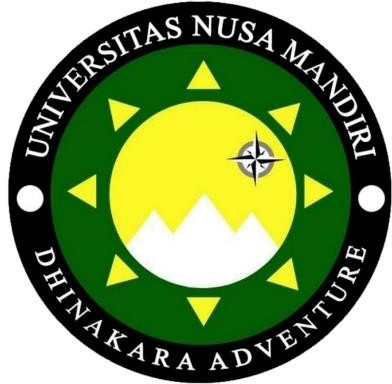 UNIVERSITAS NUSA MANDIRI
DHINAKARA ADVENTURE